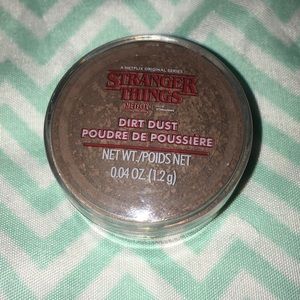 A NETFLIX ORIGINAL SERIES
STRANGER
THINGS
DIRT DUST
POUDRE DE POUSSIÈRE
NET WT./POIDS NET
0.04 OZ. (1.2 g)